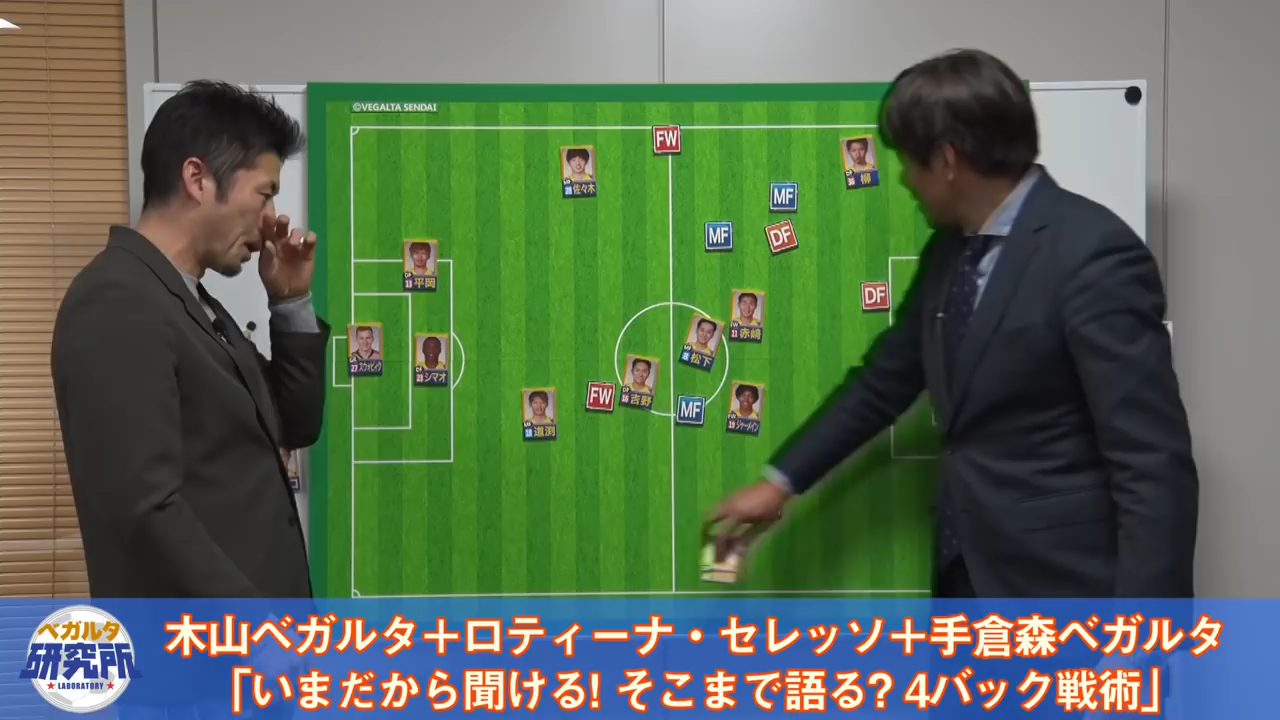 ©VEGALTA SENDAI
FW
佐々木
柳
MF
MF
DF
平岡
DF
赤﨑
松下
スウォビィク
シマオ
吉野
FW
道渕
MF
ジャーメイン
ベガルタ
研究所
LABORATORY
木山ベガルタ+ロティーナ・セレッソ+手倉森ベガルタ
「いまだから聞ける! そこまで語る? 4バック戦術」